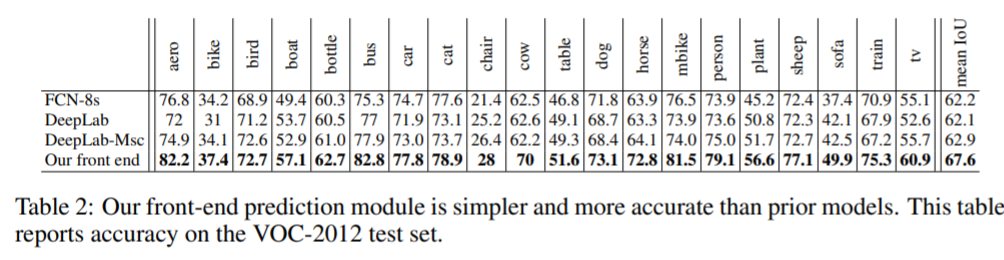 aero bike bird boat bottle bus car cat chair cow table dog horse mbike person plant sheep sofa train tv mean IoU
FCN-8s 76.8 34.2 68.9 49.4 60.3 75.3 74.7 77.6 21.4 62.5 46.8 71.8 63.9 76.5 73.9 45.2 72.4 37.4 70.9 55.1 62.2
DeepLab 72 31 71.2 53.7 60.5 77 71.9 73.1 25.2 62.6 49.1 68.7 63.3 73.9 73.6 50.8 72.3 42.1 67.9 52.6 62.1
DeepLab-Msc 74.9 34.1 72.6 52.9 61.0 77.9 73.0 73.7 26.4 62.2 49.3 68.4 64.1 74.0 75.0 51.7 72.7 42.5 67.2 55.7 62.9
Our front end 82.2 37.4 72.7 57.1 62.7 82.8 77.8 78.9 28 70 51.6 73.1 72.8 81.5 79.1 56.6 77.1 49.9 75.3 60.9 67.6
Table 2: Our front-end prediction module is simpler and more accurate than prior models. This table
reports accuracy on the VOC-2012 test set.